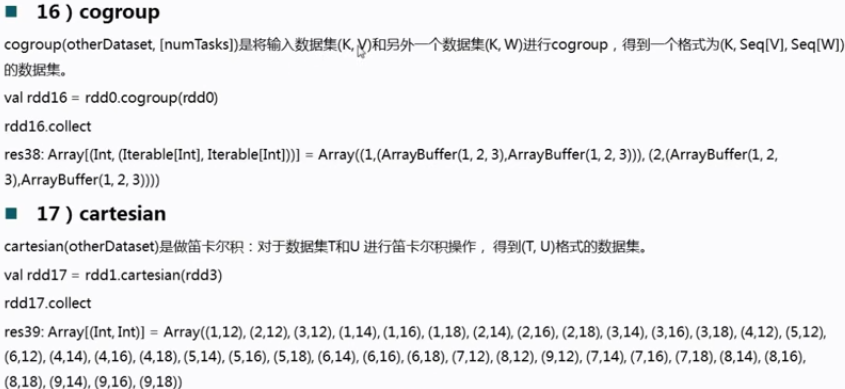 16）cogroup
cogroup(otherDataset, [numTasks])是将输入数据集(K, V)和另外一个数据集(K, W)进行cogroup，得到一个格式为(K, Seq[V], Seq[W])
的数据集。
val rdd16 = rdd0.cogroup(rdd0)
rdd16.collect
res38: Array[(Int, (Iterable[Int], Iterable[Int]))] = Array((1,(ArrayBuffer(1, 2, 3),ArrayBuffer(1, 2, 3))), (2,(ArrayBuffer(1, 2,
3),ArrayBuffer(1, 2, 3))))
17）cartesian
cartesian(otherDataset)是做笛卡尔积：对于数据集T和U 进行笛卡尔积操作， 得到(T, U)格式的数据集。
val rdd17 = rdd1.cartesian(rdd3)
rdd17.collect
res39: Array[(Int, Int)] = Array((1,12), (2,12), (3,12), (1,14), (1,16), (1,18), (2,14), (2,16), (2,18), (3,14), (3,16), (3,18), (4,12), (5,12),
(6,12), (4,14), (4,16), (4,18), (5,14), (5,16), (5,18), (6,14), (6,16), (6,18), (7,12), (8,12), (9,12), (7,14), (7,16), (7,18), (8,14), (8,16),
(8,18), (9,14), (9,16), (9,18))